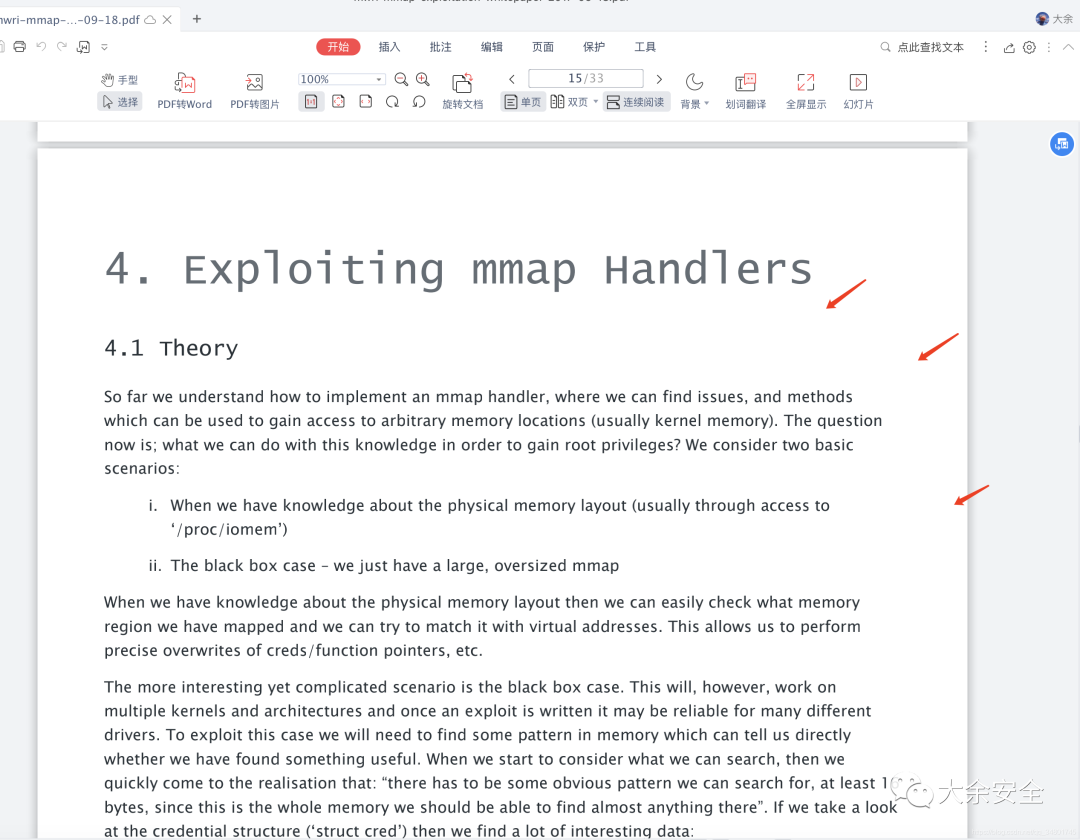 mwri-mmap-exploitation-whitepaper-2017-09-18.pdf
mwri-mmap-...-09-18.pdf
大余
开始 插入 批注 编辑 页面 保护 工具
点此查找文本
手型
选择
PDF转Word
PDF转图片
100%
旋转文档
15/33
单页 双页 连续阅读
背景
划词翻译
全屏显示
幻灯片
4. Exploiting mmap Handlers
4.1 Theory
So far we understand how to implement an mmap handler, where we can find issues, and methods
which can be used to gain access to arbitrary memory locations (usually kernel memory). The question
now is; what we can do with this knowledge in order to gain root privileges? We consider two basic
scenarios:
i. When we have knowledge about the physical memory layout (usually through access to
‘/proc/iomem’)
ii. The black box case – we just have a large, oversized mmap
When we have knowledge about the physical memory layout then we can easily check what memory
region we have mapped and we can try to match it with virtual addresses. This allows us to perform
precise overwrites of creds/function pointers, etc.
The more interesting yet complicated scenario is the black box case. This will, however, work on
multiple kernels and architectures and once an exploit is written it may be reliable for many different
drivers. To exploit this case we will need to find some pattern in memory which can tell us directly
whether we have found something useful. When we start to consider what we can search, then we
quickly come to the realisation that: “there has to be some obvious pattern we can search for, at least
bytes, since this is the whole memory we should be able to find almost anything there”. If we take a look
at the credential structure (‘struct cred’) then we find a lot of interesting data:
大余安全